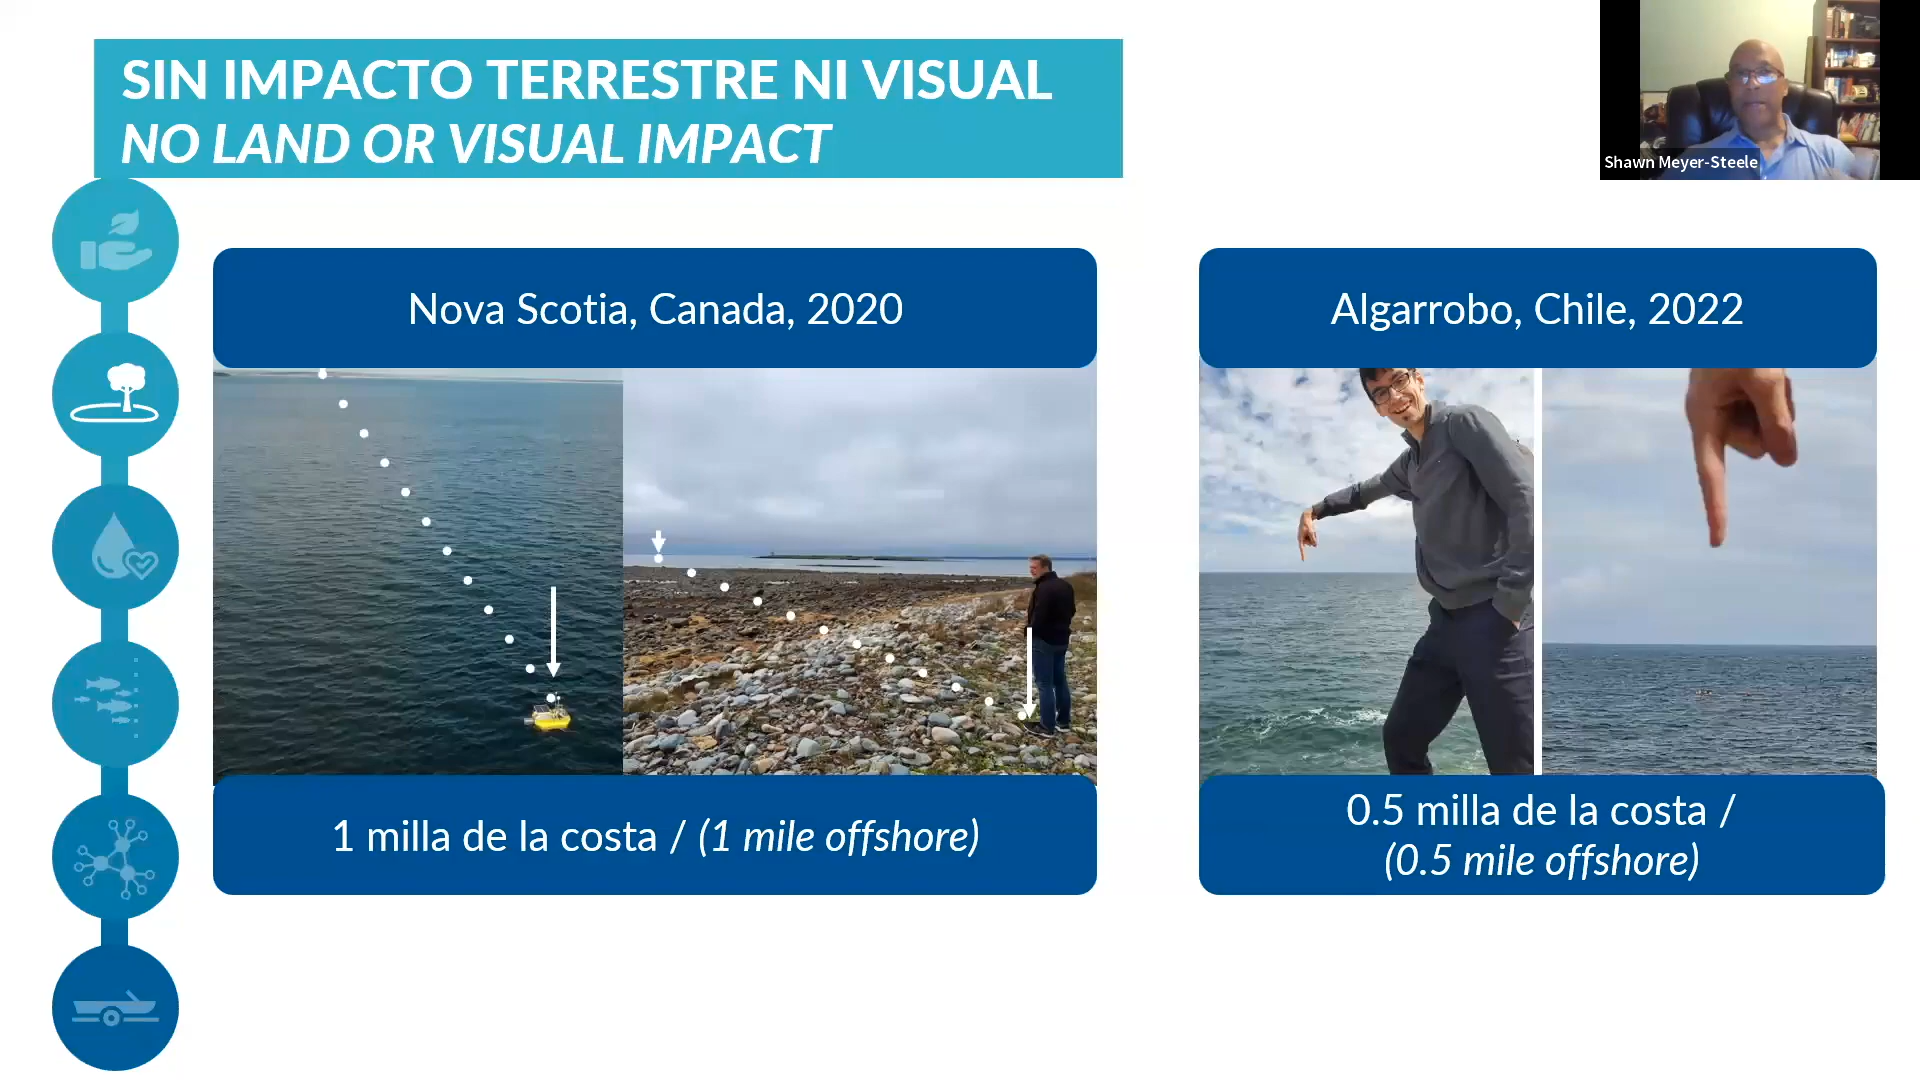 SIN IMPACTO TERRESTRE NI VISUAL
NO LAND OR VISUAL IMPACT
Shawn Meyer-Steele
Nova Scotia, Canada, 2020
Algarrobo, Chile, 2022
1 milla de la costa / (1 mile offshore)
0.5 milla de la costa /
(0.5 mile offshore)